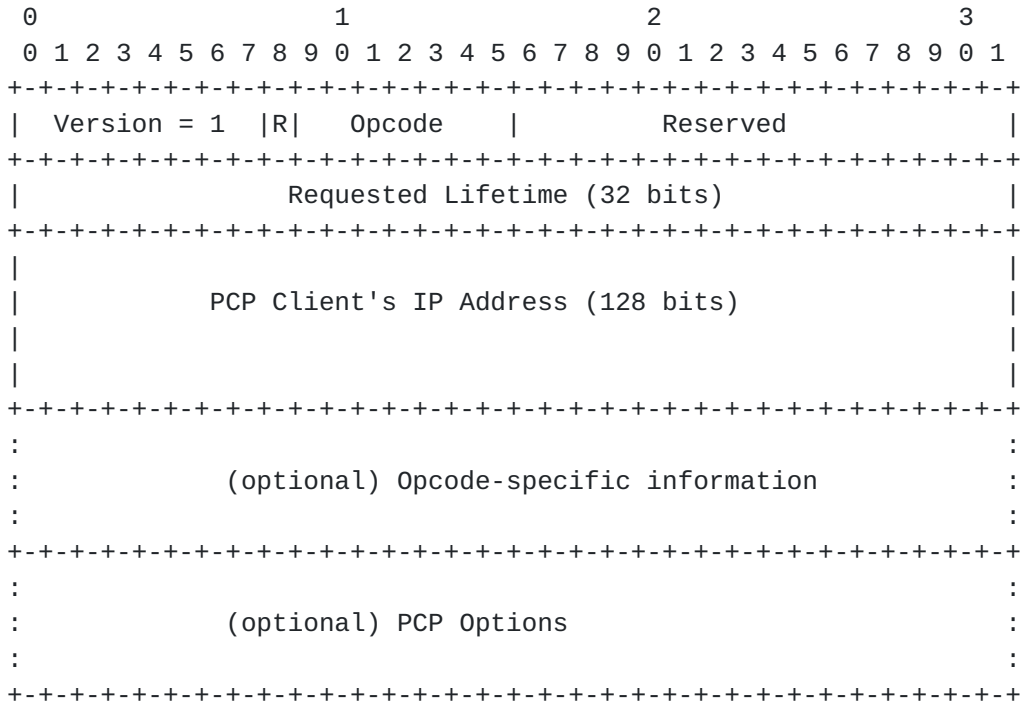 0                   1                   2                   3
 0 1 2 3 4 5 6 7 8 9 0 1 2 3 4 5 6 7 8 9 0 1 2 3 4 5 6 7 8 9 0 1
+-+-+-+-+-+-+-+-+-+-+-+-+-+-+-+-+-+-+-+-+-+-+-+-+-+-+-+-+-+-+-+-+
|  Version = 1  |R|   Opcode    |         Reserved              |
+-+-+-+-+-+-+-+-+-+-+-+-+-+-+-+-+-+-+-+-+-+-+-+-+-+-+-+-+-+-+-+-+
|                 Requested Lifetime (32 bits)                  |
+-+-+-+-+-+-+-+-+-+-+-+-+-+-+-+-+-+-+-+-+-+-+-+-+-+-+-+-+-+-+-+-+
|                                                               |
|            PCP Client's IP Address (128 bits)                 |
|                                                               |
|                                                               |
+-+-+-+-+-+-+-+-+-+-+-+-+-+-+-+-+-+-+-+-+-+-+-+-+-+-+-+-+-+-+-+-+
:                                                               :
:             (optional) Opcode-specific information            :
:                                                               :
+-+-+-+-+-+-+-+-+-+-+-+-+-+-+-+-+-+-+-+-+-+-+-+-+-+-+-+-+-+-+-+-+
:                                                               :
:             (optional) PCP Options                            :
:                                                               :
+-+-+-+-+-+-+-+-+-+-+-+-+-+-+-+-+-+-+-+-+-+-+-+-+-+-+-+-+-+-+-+-+